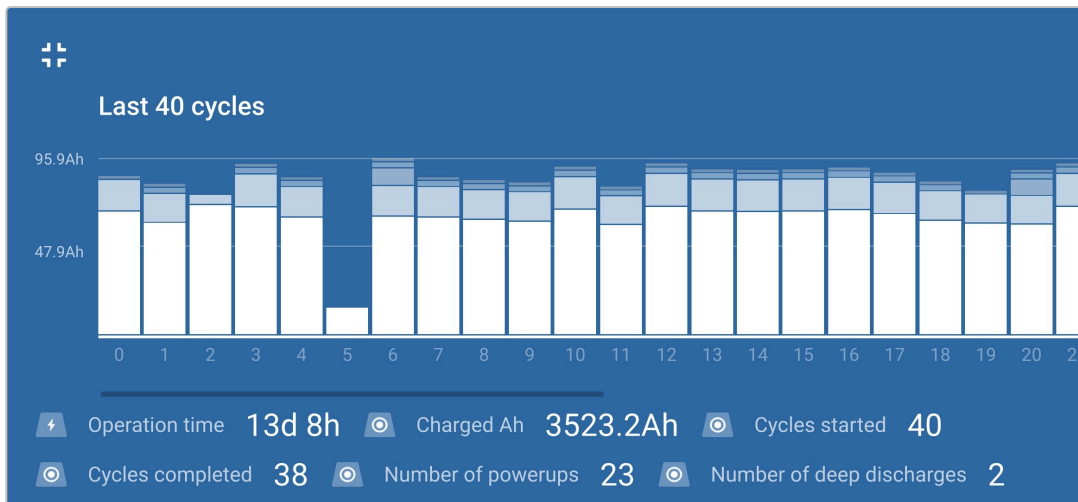 Last 40 cycles
95.9Ah
47.9Ah
0 1 2 3 4 5 6 7 8 9 10 11 12 13 14 15 16 17 18 19 20
Operation time 13d 8h Charged Ah 3523.2Ah Cycles started 40
Cycles completed 38 Number of powerups 23 Number of deep discharges 2